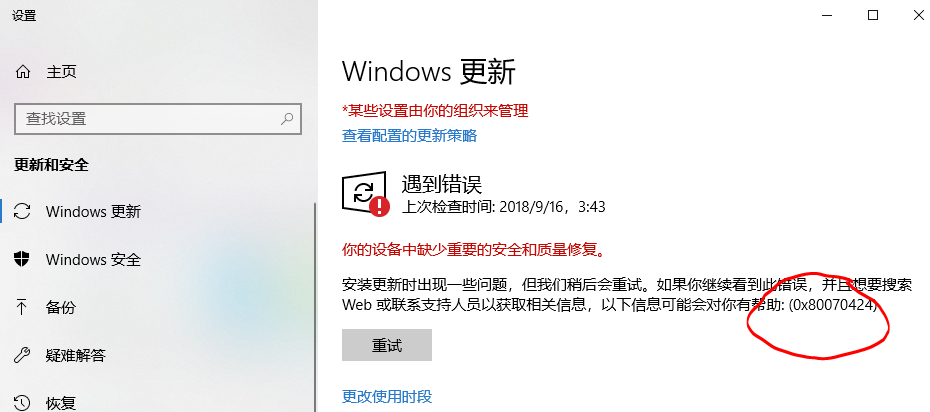 设置
主页
查找设置
更新和安全
Windows 更新
Windows 安全
备份
疑难解答
恢复
Windows 更新
*某些设置由你的组织来管理
查看配置的更新策略
遇到错误
上次检查时间: 2018/9/16，3:43
你的设备中缺少重要的安全和质量修复。
安装更新时出现一些问题，但我们稍后会重试。如果你继续看到此错误，并且想要搜索
Web 或联系支持人员以获取相关信息，以下信息可能会对你有帮助: (0x80070424)
重试
更改使用时段